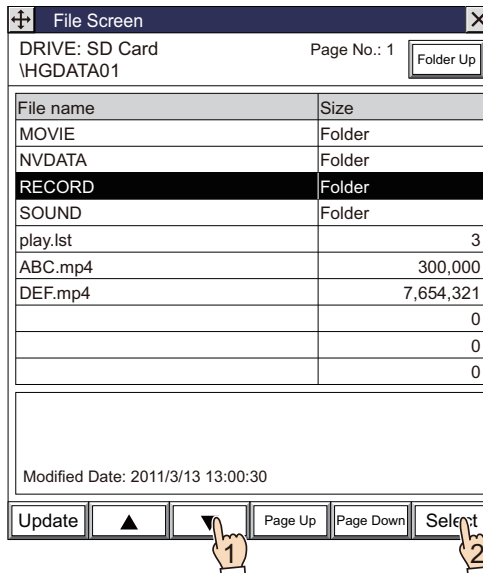 File Screen
DRIVE: SD Card Page No.: 1 Folder Up
\HGDATA01
File name Size
MOVIE Folder
NVDATA Folder
RECORD Folder
SOUND Folder
play.lst 3
ABC.mp4 300,000
DEF.mp4 7,654,321
0
0
0
Modified Date: 2011/3/13 13:00:30
Update ▲ ▼ Page Up Page Down Select
1 2